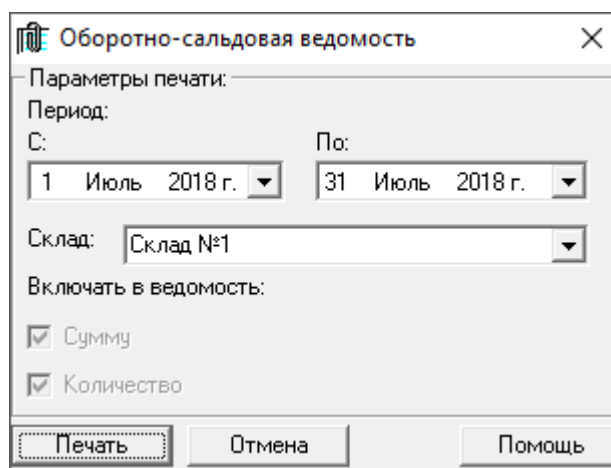 Оборотно-сальдовая ведомость
Параметры печати:
Период:
С: По:
1 Июль 2018 г. 31 Июль 2018 г.
Склад: Склад №1
Включать в ведомость:
Сумму
Количество
Печать Отмена Помощь